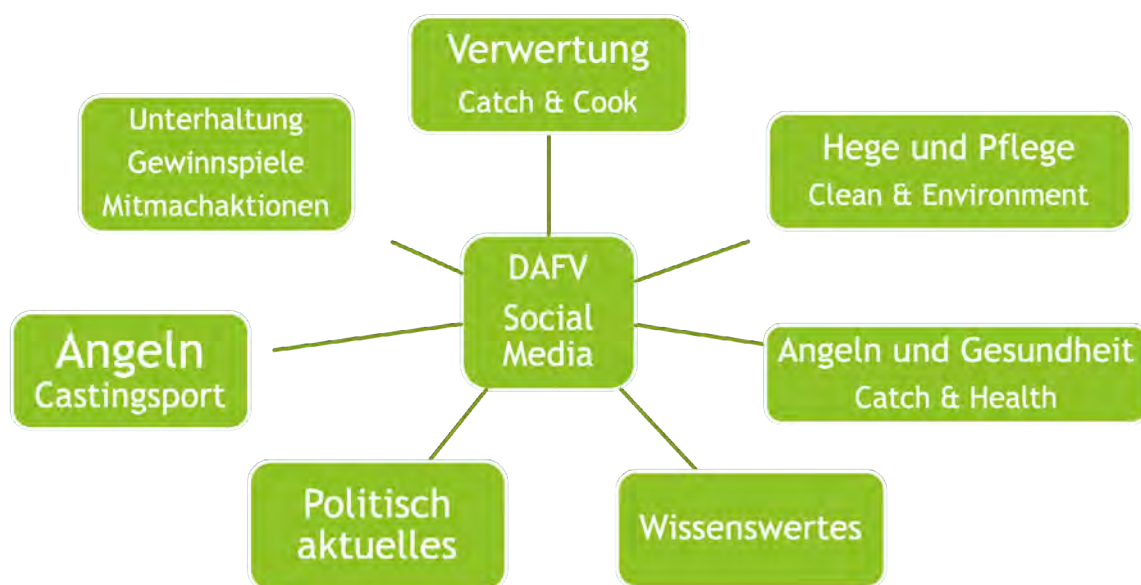 Verwertung
Catch & Cook
Unterhaltung
Gewinnspiele
Mitmachaktionen
Hege und Pflege
Clean & Environment
DAFV
Social
Media
Angeln
Castingsport
Angeln und Gesundheit
Catch & Health
Politisch
aktuelles
Wissenswertes